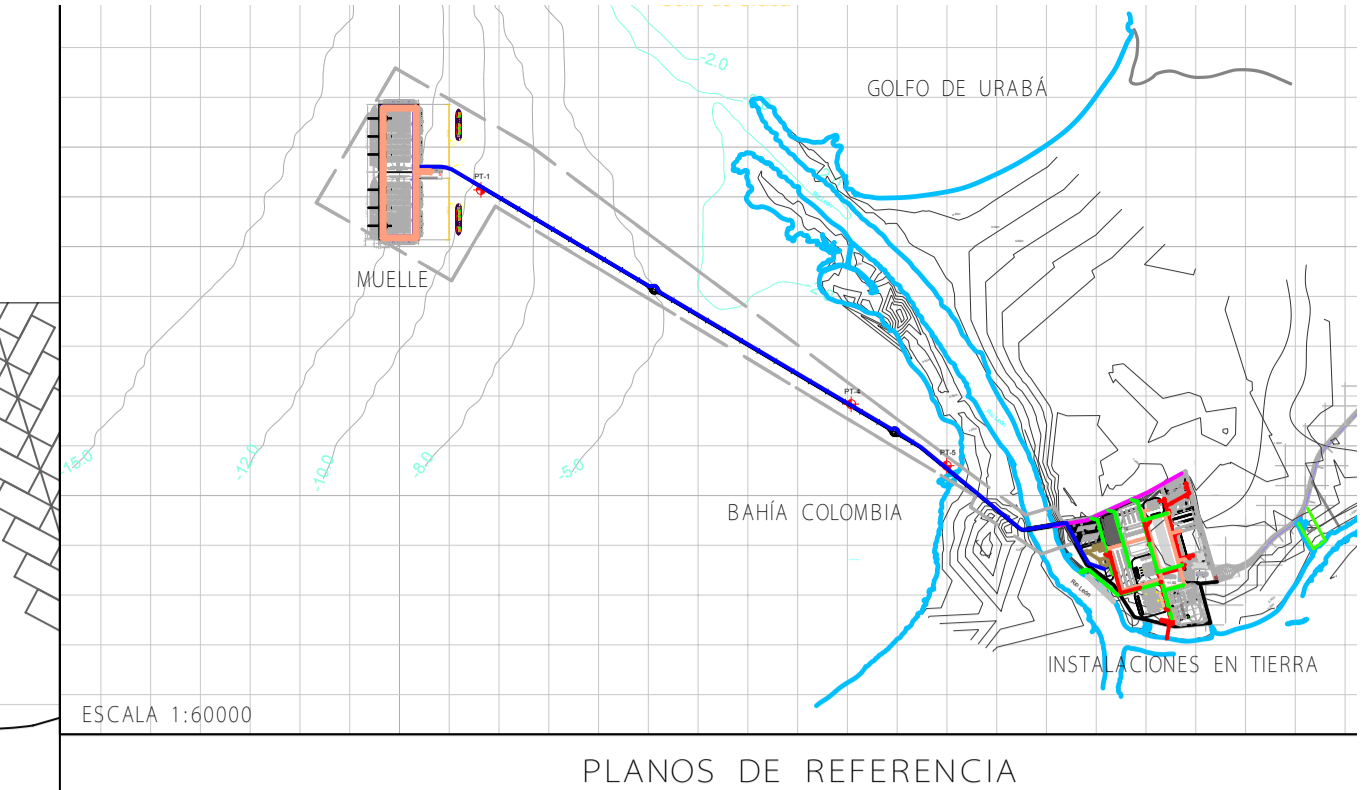 -2.0
GOLFO DE URABÁ
PT-1
MUELLE
PT-4
-15.0
-12.0
-10.0
-8.0
-5.0
PT-5
BAHÍA COLOMBIA
Río León
INSTALACIONES EN TIERRA
ESCALA 1:60000
PLANOS DE REFERENCIA